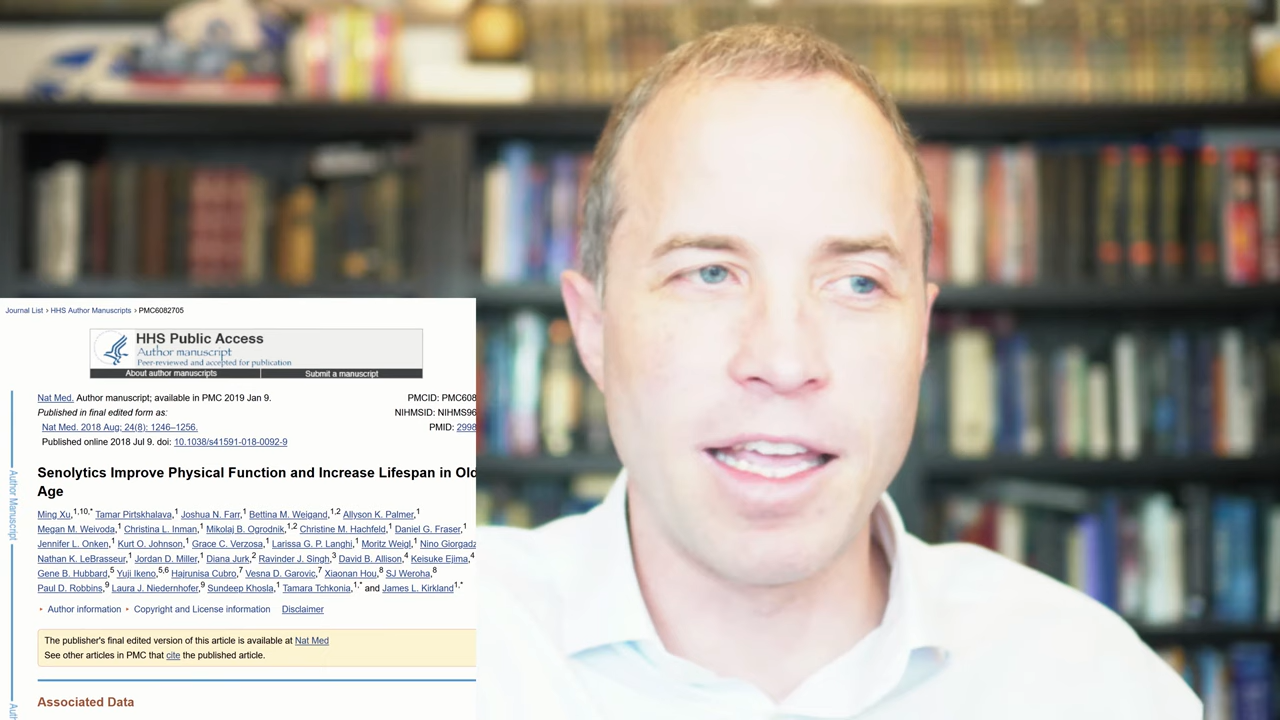 Journal List › HHS Author Manuscripts › PMC6082705
HHS Public Access
Author manuscript
Peer-reviewed and accepted for publication
About author manuscripts Submit a manuscript
Nat Med. Author manuscript; available in PMC 2019 Jan 9. PMCID: PMC608
Published in final edited form as: NIHMSID: NIHMS96
Nat Med. 2018 Aug; 24(8): 1246–1256. PMID: 2998
Published online 2018 Jul 9. doi: 10.1038/s41591-018-0092-9
Senolytics Improve Physical Function and Increase Lifespan in Old
Age
Ming Xu,1,10,* Tamar Pirtskhalava,1 Joshua N. Farr,1 Bettina M. Weigand,1,2 Allyson K. Palmer,1
Megan M. Weivoda,1 Christina L. Inman,1 Mikolaj B. Ogrodnik,1,2 Christine M. Hachfeld,1 Daniel G. Fraser,1
Jennifer L. Onken,1 Kurt O. Johnson,1 Grace C. Verzosa,1 Larissa G. P. Langhi,1 Moritz Weigl,1 Nino Giorgadz
Nathan K. LeBrasseur,1 Jordan D. Miller,1 Diana Jurk,2 Ravinder J. Singh,3 David B. Allison,4 Keisuke Ejima,4
Gene B. Hubbard,5 Yuji Ikeno,5,6 Hajrunisa Cubro,7 Vesna D. Garovic,7 Xiaonan Hou,8 SJ Weroha,8
Paul D. Robbins,9 Laura J. Niedernhofer,9 Sundeep Khosla,1 Tamara Tchkonia,1,* and James L. Kirkland1,*
Author information Copyright and License information Disclaimer
The publisher's final edited version of this article is available at Nat Med
See other articles in PMC that cite the published article.
Associated Data
Author Manuscript
Auth